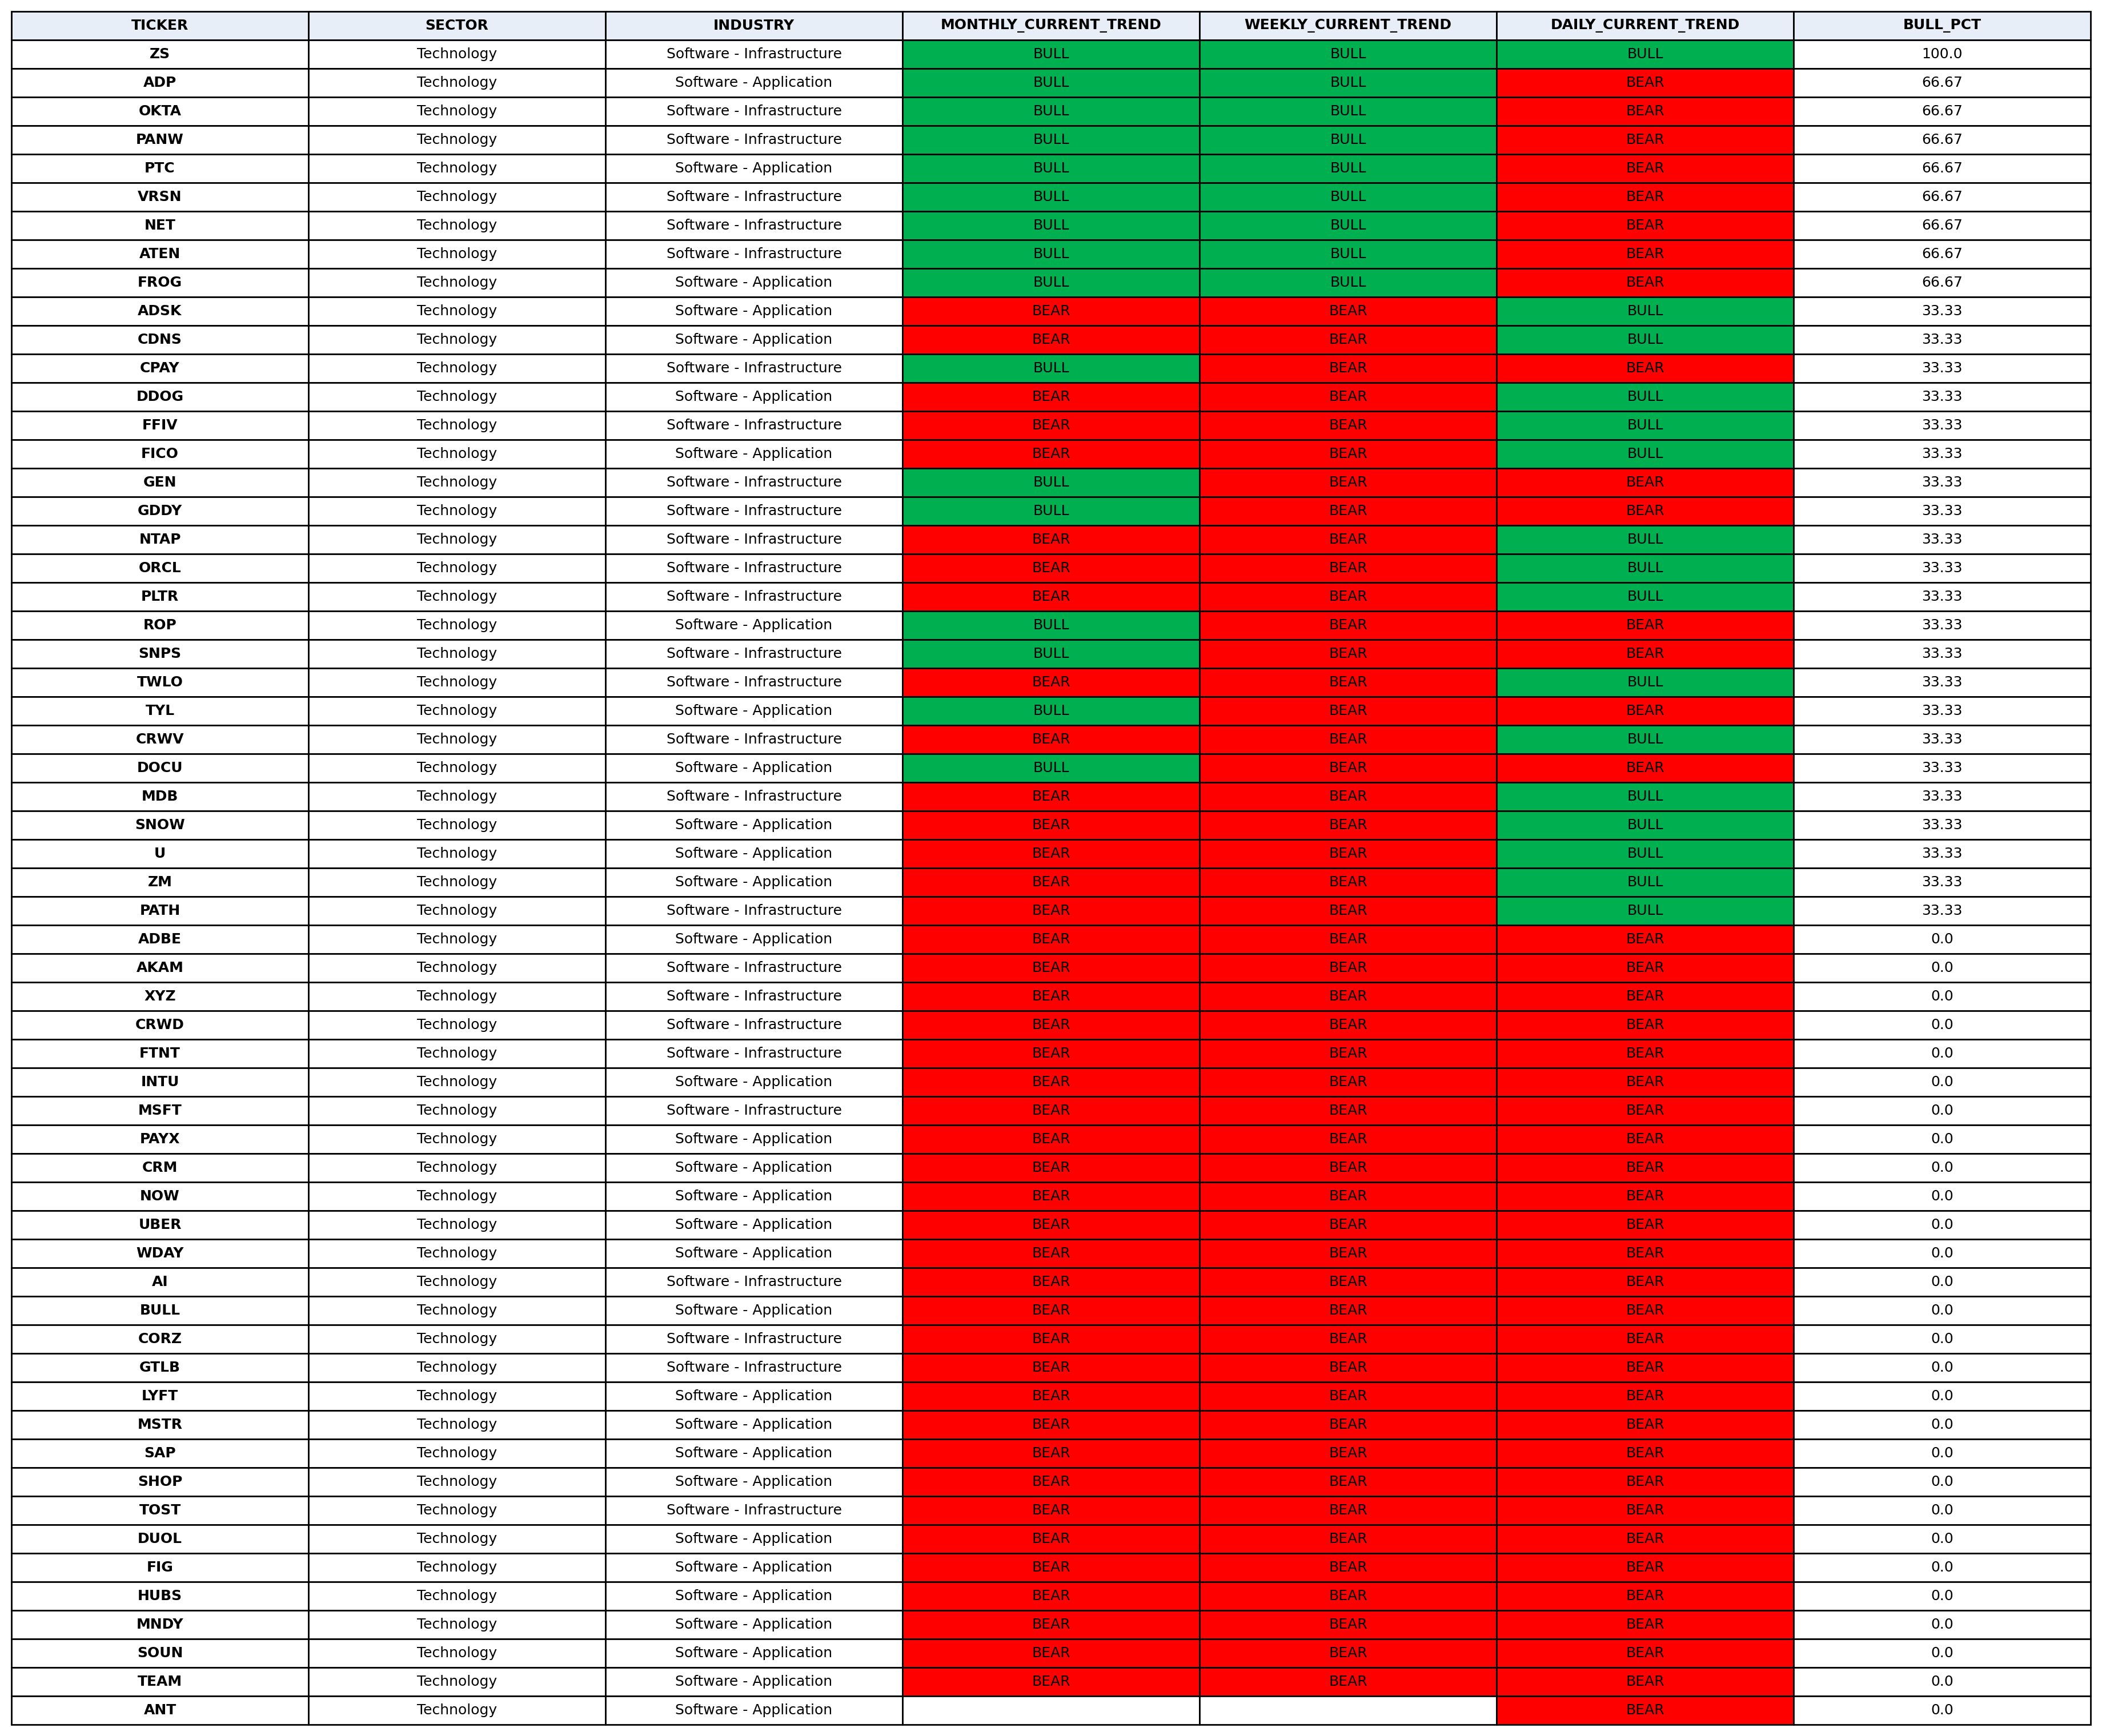 TICKER SECTOR INDUSTRY MONTHLY_CURRENT_TREND WEEKLY_CURRENT_TREND DAILY_CURRENT_TREND BULL_PCT
ZS Technology Software - Infrastructure BULL BULL BULL 100.0
ADP Technology Software - Application BULL BULL BEAR 66.67
OKTA Technology Software - Infrastructure BULL BULL BEAR 66.67
PANW Technology Software - Infrastructure BULL BULL BEAR 66.67
PTC Technology Software - Application BULL BULL BEAR 66.67
VRSN Technology Software - Infrastructure BULL BULL BEAR 66.67
NET Technology Software - Infrastructure BULL BULL BEAR 66.67
ATEN Technology Software - Infrastructure BULL BULL BEAR 66.67
FROG Technology Software - Application BULL BULL BEAR 66.67
ADSK Technology Software - Application BEAR BEAR BULL 33.33
CDNS Technology Software - Application BEAR BEAR BULL 33.33
CPAY Technology Software - Infrastructure BULL BEAR BEAR 33.33
DDOG Technology Software - Application BEAR BEAR BULL 33.33
FFIV Technology Software - Infrastructure BEAR BEAR BULL 33.33
FICO Technology Software - Application BEAR BEAR BULL 33.33
GEN Technology Software - Infrastructure BULL BEAR BEAR 33.33
GDDY Technology Software - Infrastructure BULL BEAR BEAR 33.33
NTAP Technology Software - Infrastructure BEAR BEAR BULL 33.33
ORCL Technology Software - Infrastructure BEAR BEAR BULL 33.33
PLTR Technology Software - Infrastructure BEAR BEAR BULL 33.33
ROP Technology Software - Application BULL BEAR BEAR 33.33
SNPS Technology Software - Infrastructure BULL BEAR BEAR 33.33
TWLO Technology Software - Infrastructure BEAR BEAR BULL 33.33
TYL Technology Software - Application BULL BEAR BEAR 33.33
CRWV Technology Software - Infrastructure BEAR BEAR BULL 33.33
DOCU Technology Software - Application BULL BEAR BEAR 33.33
MDB Technology Software - Infrastructure BEAR BEAR BULL 33.33
SNOW Technology Software - Application BEAR BEAR BULL 33.33
U Technology Software - Application BEAR BEAR BULL 33.33
ZM Technology Software - Application BEAR BEAR BULL 33.33
PATH Technology Software - Infrastructure BEAR BEAR BULL 33.33
ADBE Technology Software - Application BEAR BEAR BEAR 0.0
AKAM Technology Software - Infrastructure BEAR BEAR BEAR 0.0
XYZ Technology Software - Infrastructure BEAR BEAR BEAR 0.0
CRWD Technology Software - Infrastructure BEAR BEAR BEAR 0.0
FTNT Technology Software - Infrastructure BEAR BEAR BEAR 0.0
INTU Technology Software - Application BEAR BEAR BEAR 0.0
MSFT Technology Software - Infrastructure BEAR BEAR BEAR 0.0
PAYX Technology Software - Application BEAR BEAR BEAR 0.0
CRM Technology Software - Application BEAR BEAR BEAR 0.0
NOW Technology Software - Application BEAR BEAR BEAR 0.0
UBER Technology Software - Application BEAR BEAR BEAR 0.0
WDAY Technology Software - Application BEAR BEAR BEAR 0.0
AI Technology Software - Infrastructure BEAR BEAR BEAR 0.0
BULL Technology Software - Application BEAR BEAR BEAR 0.0
CORZ Technology Software - Infrastructure BEAR BEAR BEAR 0.0
GTLB Technology Software - Infrastructure BEAR BEAR BEAR 0.0
LYFT Technology Software - Application BEAR BEAR BEAR 0.0
MSTR Technology Software - Application BEAR BEAR BEAR 0.0
SAP Technology Software - Application BEAR BEAR BEAR 0.0
SHOP Technology Software - Application BEAR BEAR BEAR 0.0
TOST Technology Software - Infrastructure BEAR BEAR BEAR 0.0
DUOL Technology Software - Application BEAR BEAR BEAR 0.0
FIG Technology Software - Application BEAR BEAR BEAR 0.0
HUBS Technology Software - Application BEAR BEAR BEAR 0.0
MNDY Technology Software - Application BEAR BEAR BEAR 0.0
SOUN Technology Software - Application BEAR BEAR BEAR 0.0
TEAM Technology Software - Application BEAR BEAR BEAR 0.0
ANT Technology Software - Application BEAR 0.0